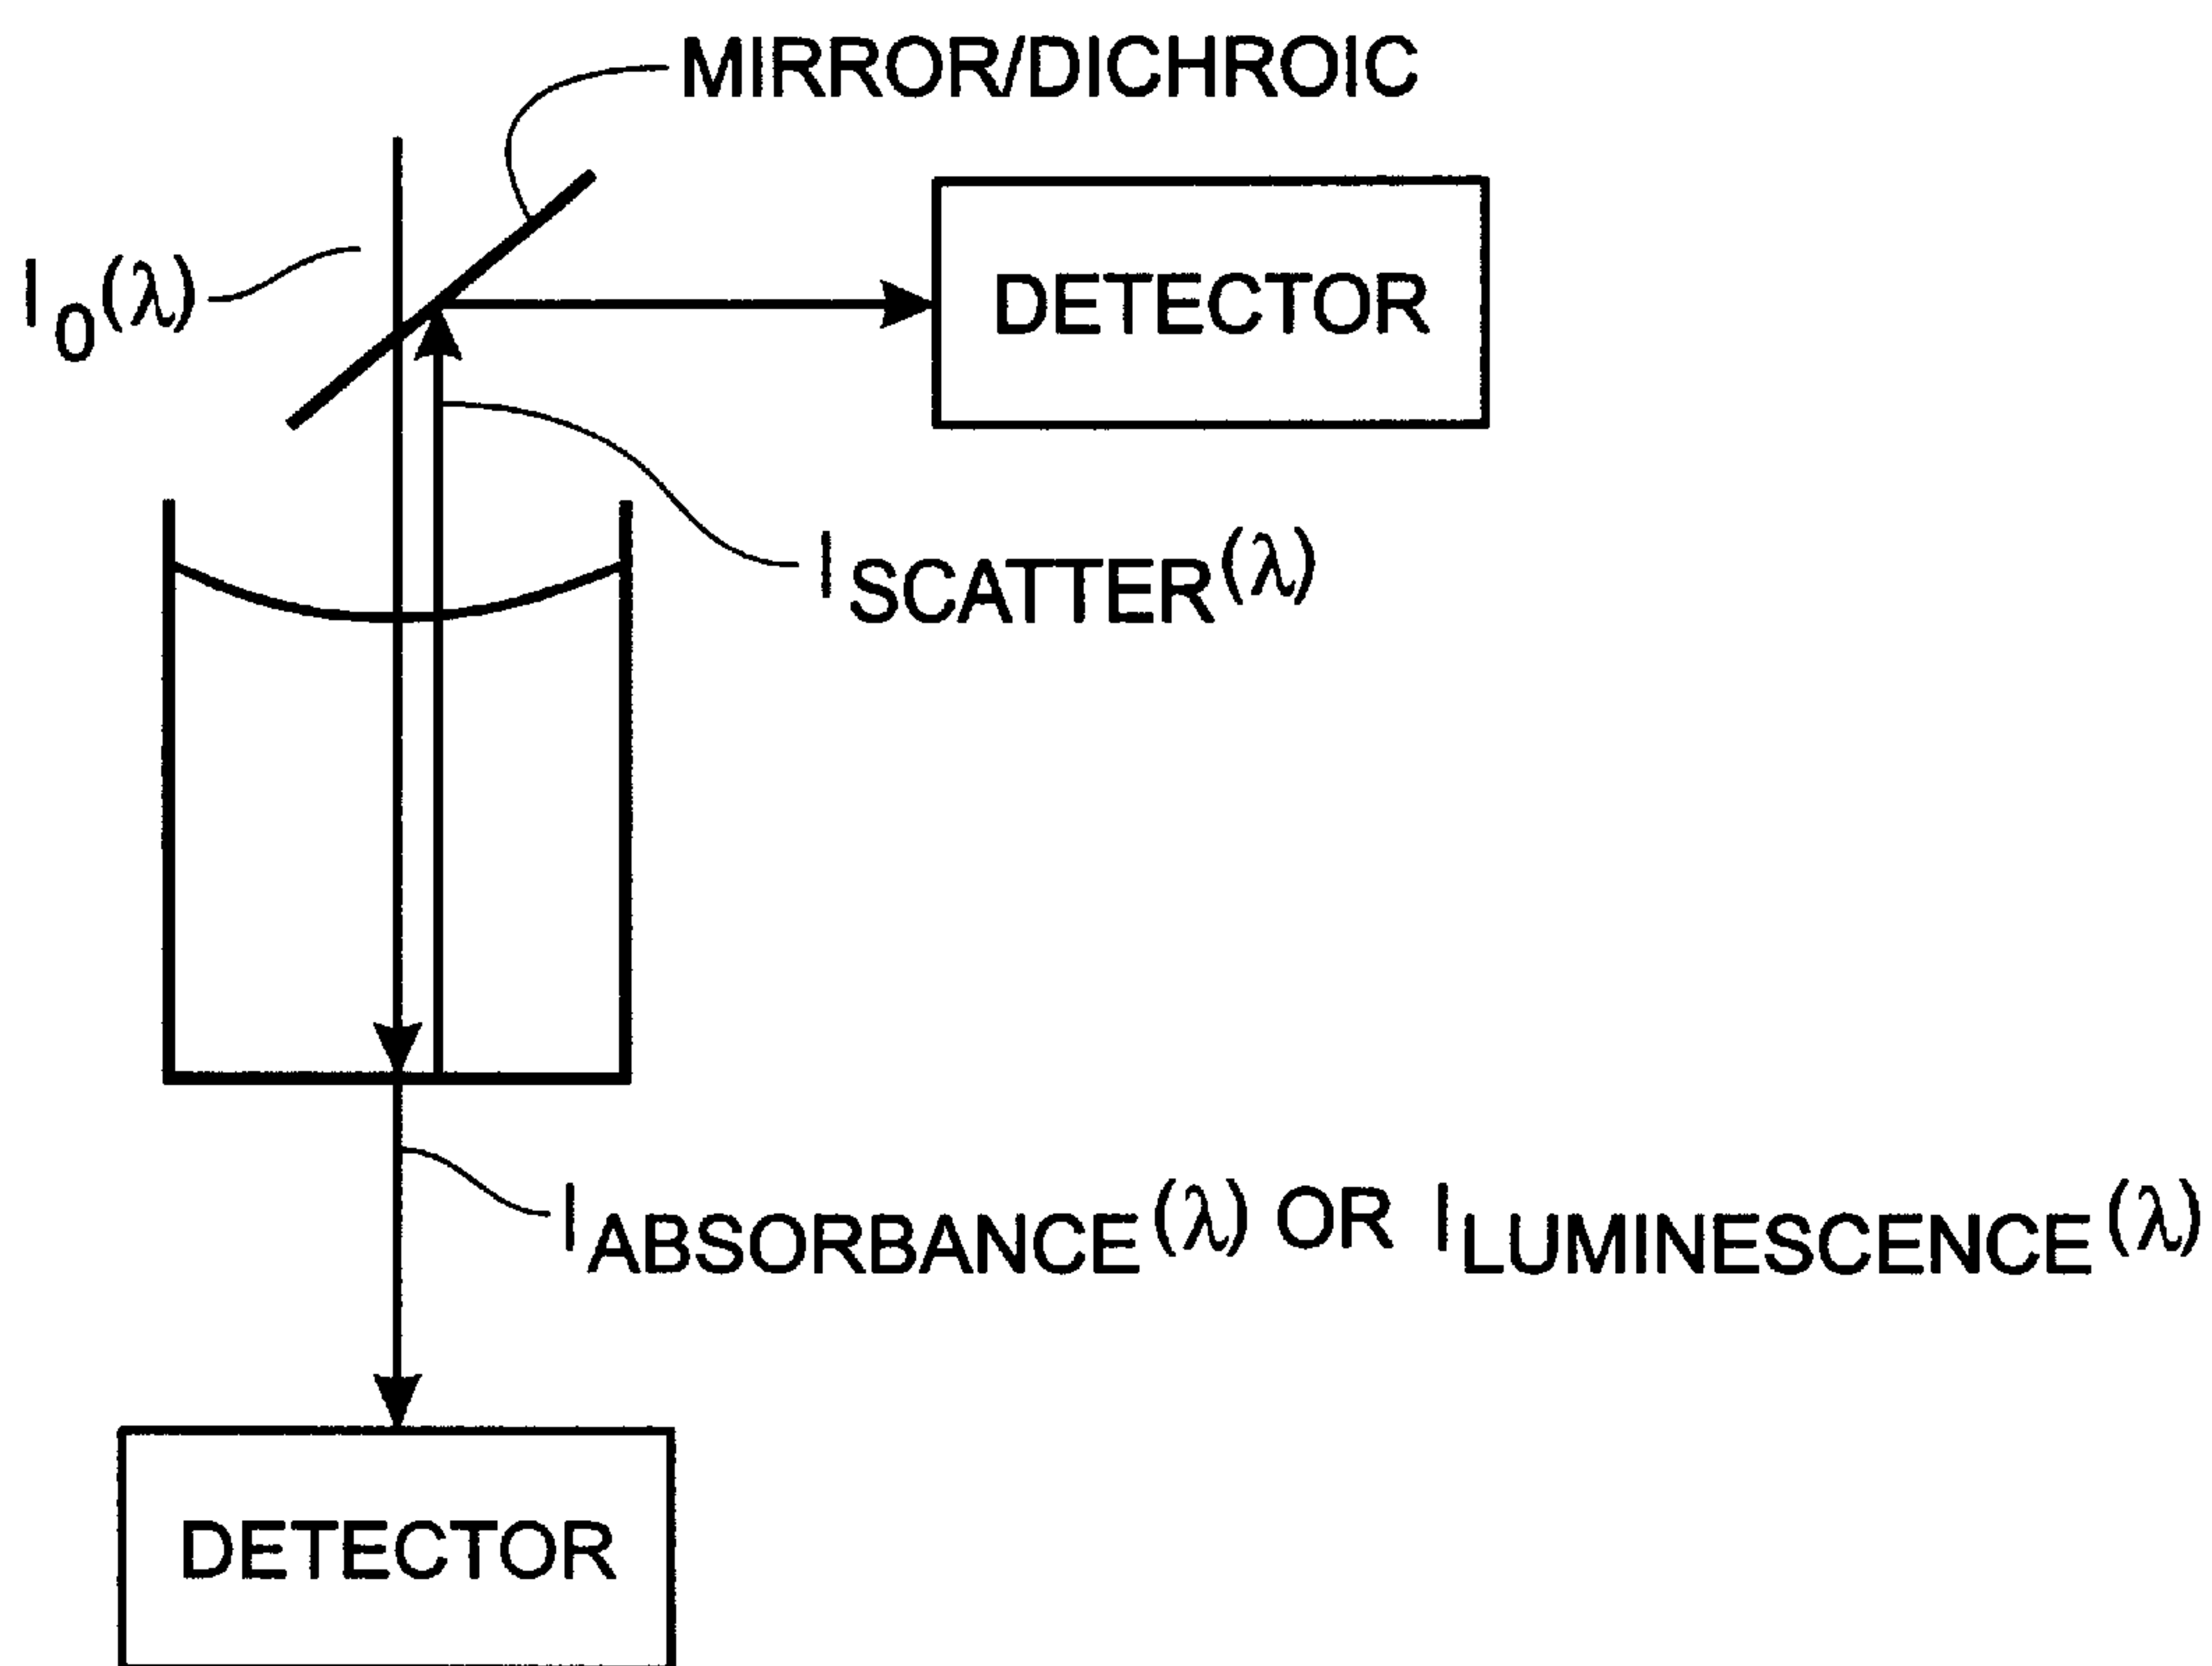 MIRROR/DICHROIC
I0(λ)
DETECTOR
ISCATTER(λ)
IABSORBANCE(λ) OR ILUMINESCENCE(λ)
DETECTOR